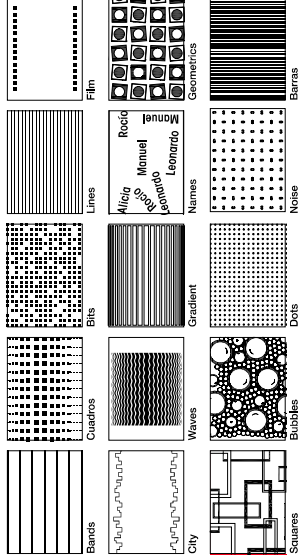 Bands
Cuadros
Bits
Lines
Film
Alicia
Rocío
Leonardo
Manuel
Rocío
Leonardo
Manuel
City
Waves
Gradient
Names
Geometrics
Squares
Bubbles
Dots
Noise
Barras